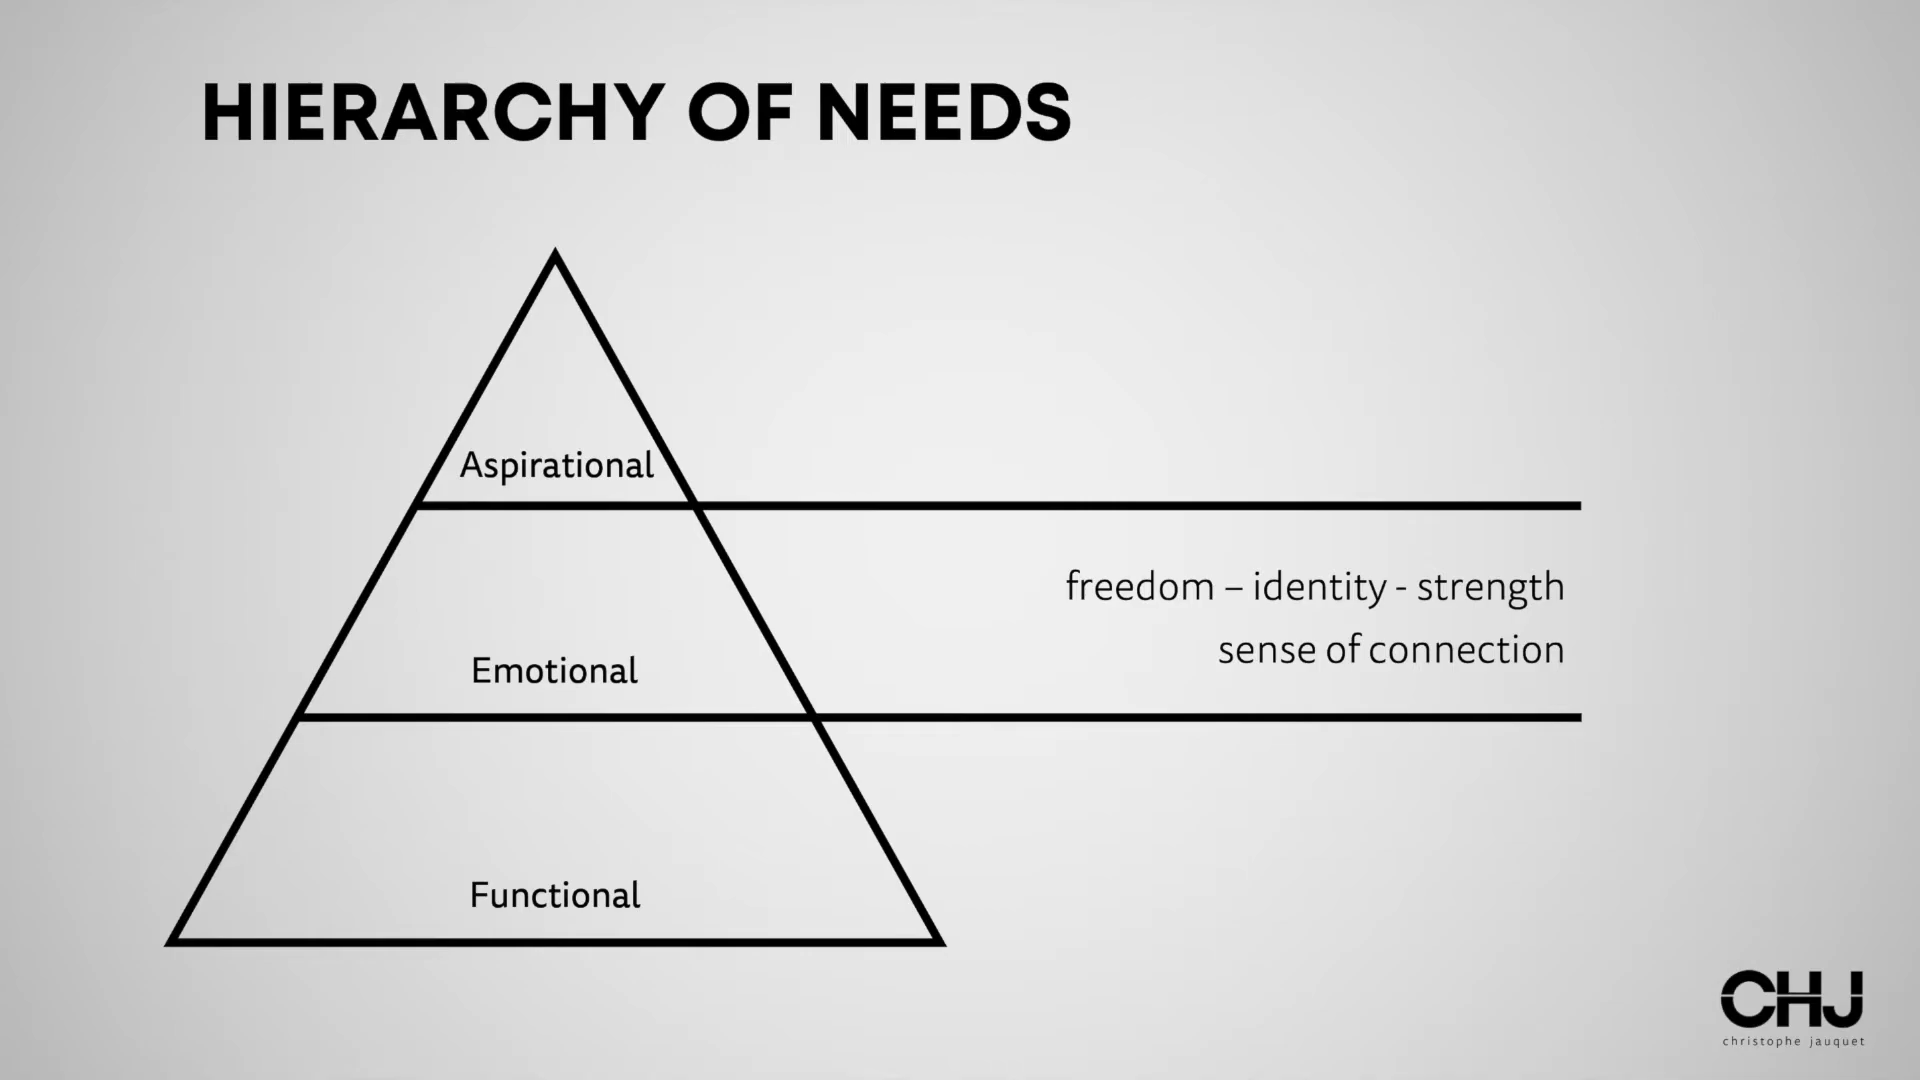 HIERARCHY OF NEEDS
Aspirational
freedom – identity - strength
sense of connection
Emotional
Functional
CHJ
christophe jauquet